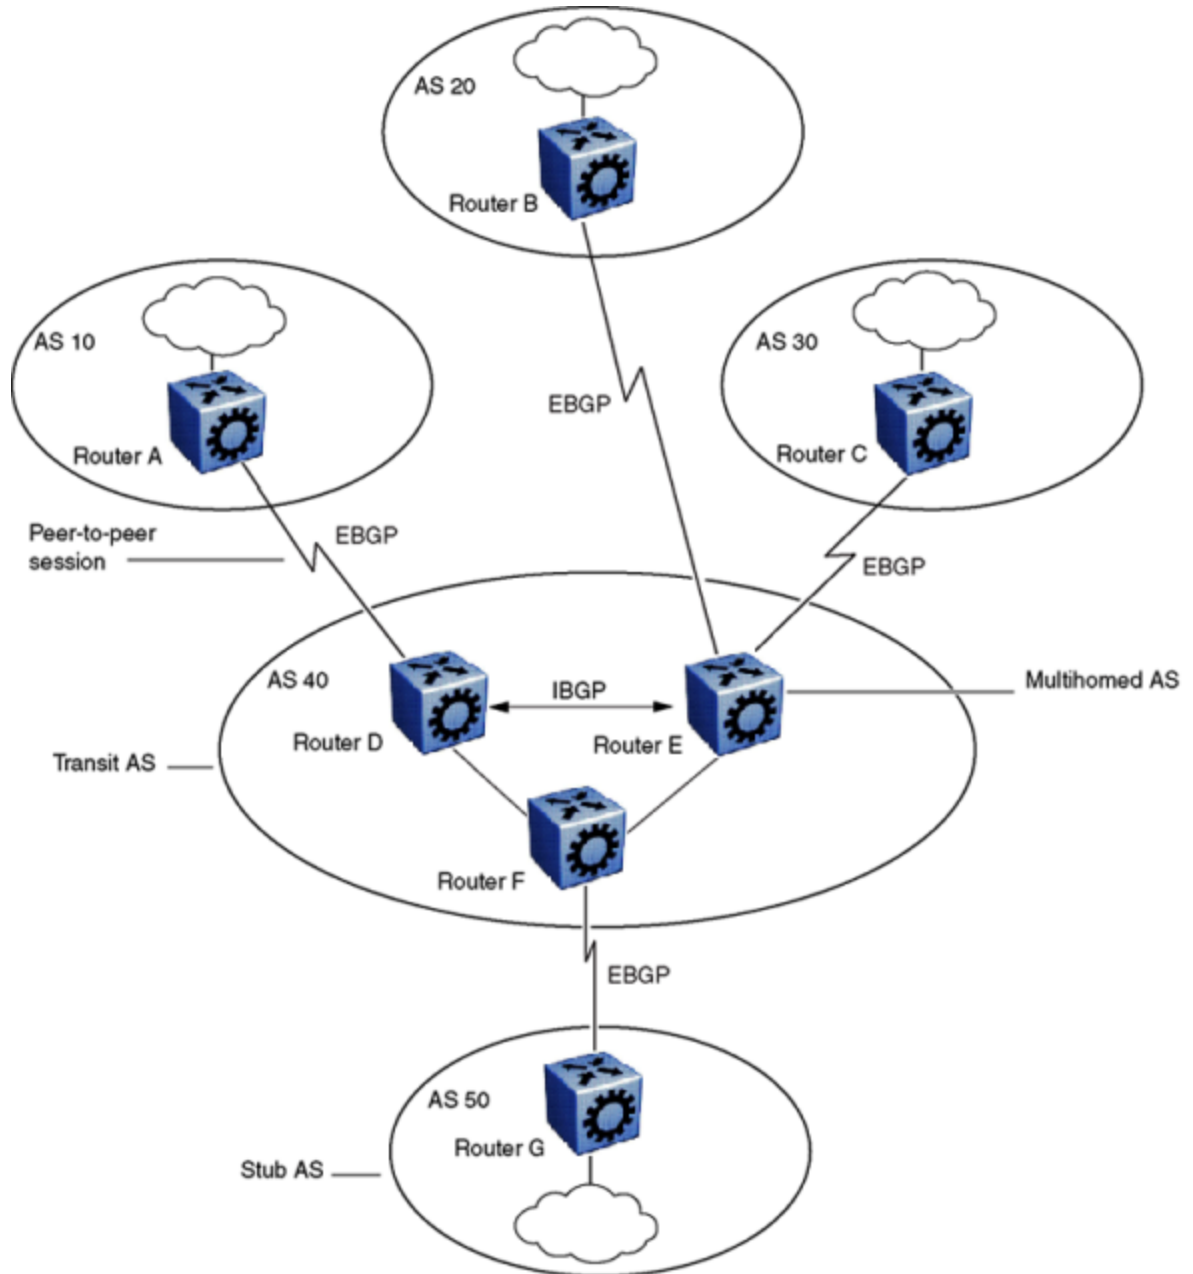 AS 20
Router B
AS 10
AS 30
EBGP
Router A
Router C
Peer-to-peer
session
EBGP
EBGP
AS 40
IBGP
Multihomed AS
Router D
Router E
Transit AS
Router F
EBGP
AS 50
Router G
Stub AS